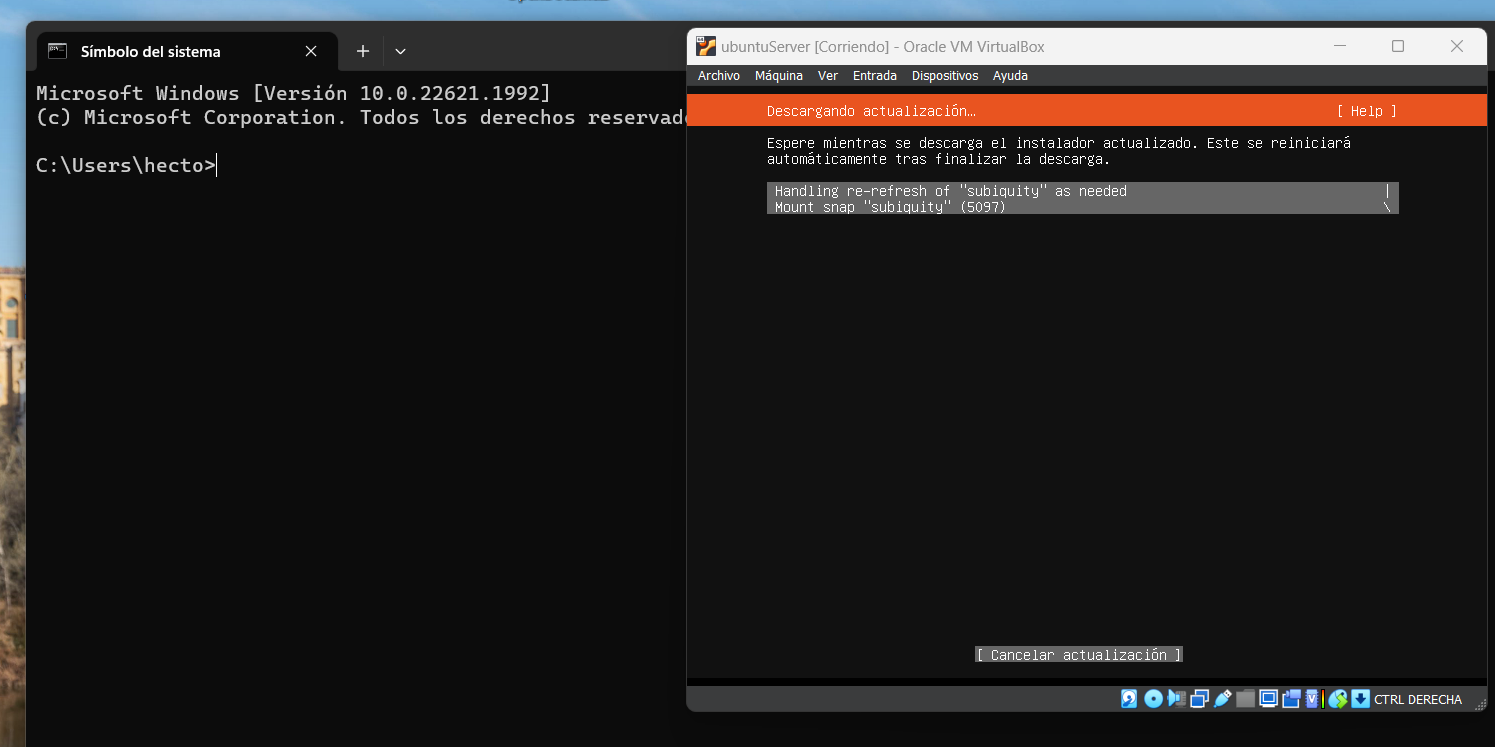 Símbolo del sistema
Microsoft Windows [Versión 10.0.22621.1992]
(c) Microsoft Corporation. Todos los derechos
C:\Users\hecto>
ubuntuServer [Corriendo] - Oracle VM VirtualBox
Archivo Máquina Ver Entrada Dispositivos Ayuda
Descargando actualización… [ Help ]
Espere mientras se descarga el instalador actualizado. Este se reiniciará
automáticamente tras finalizar la descarga.
Handling re-refresh of "subiquity" as needed |
Mount snap "subiquity" (5097) \
[ Cancelar actualización ]
CTRL DERECHA